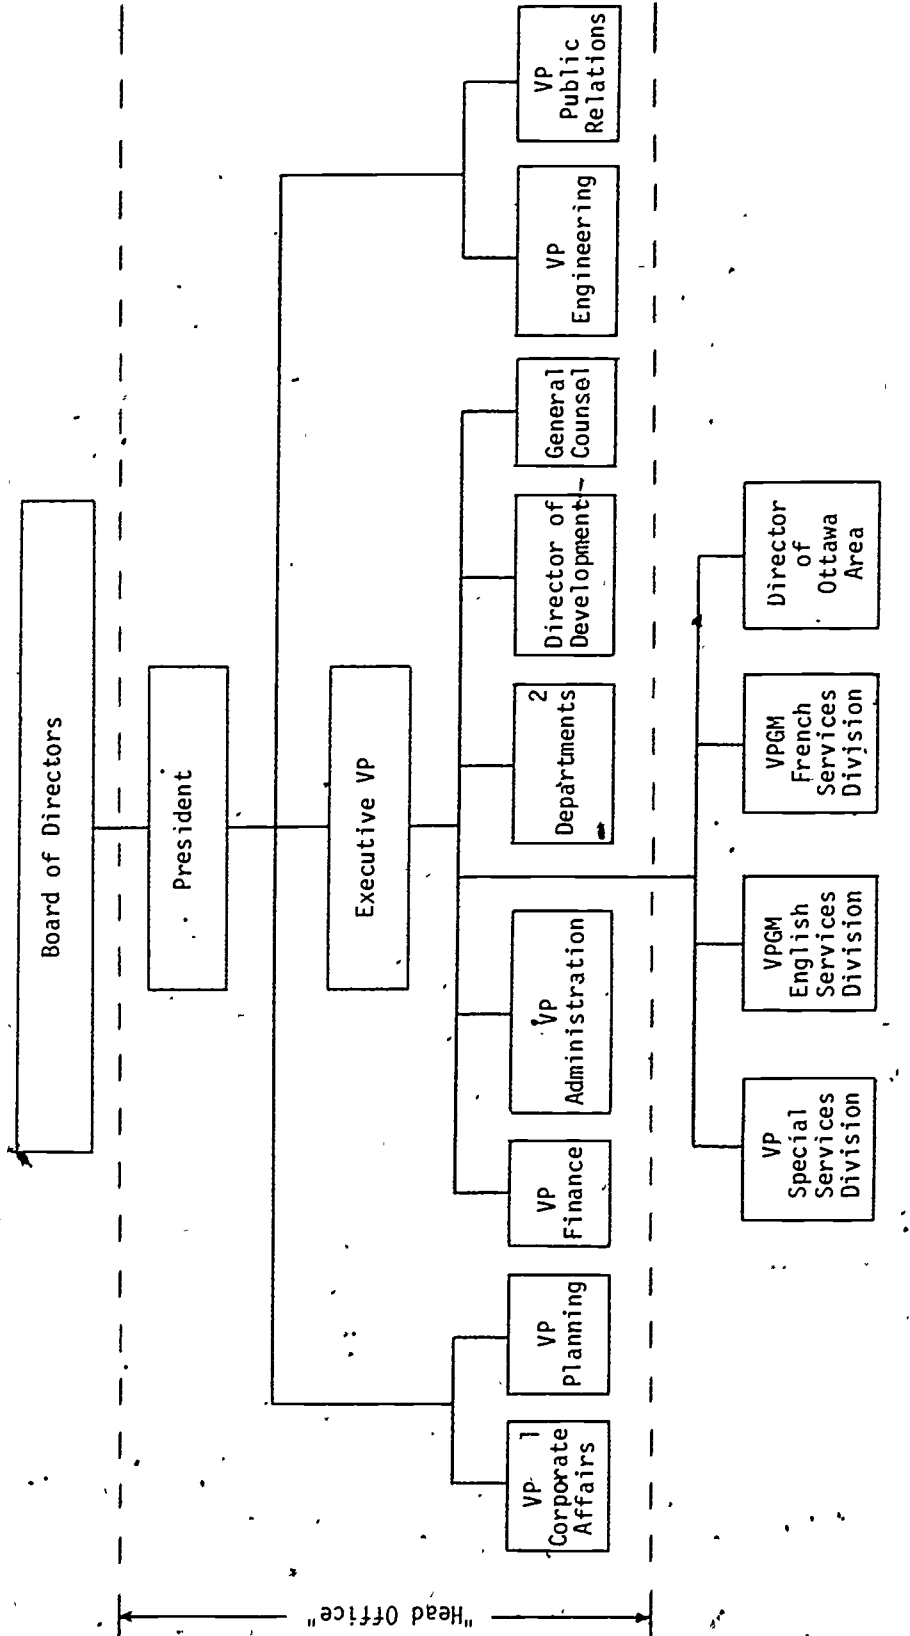 Board of Directors
President
Executive VP
VP 1
Corporate
Affairs
VP
Planning
VP
Finance
VP
Administration
2
Departments
Director of
Development
General
Counsel
VP
Engineering
VP
Public
Relations
"Head Office"
VP
Special
Services
Division
VPGM
English
Services
Division
VPGM
French
Services
Division
Director
of
Ottawa
Area